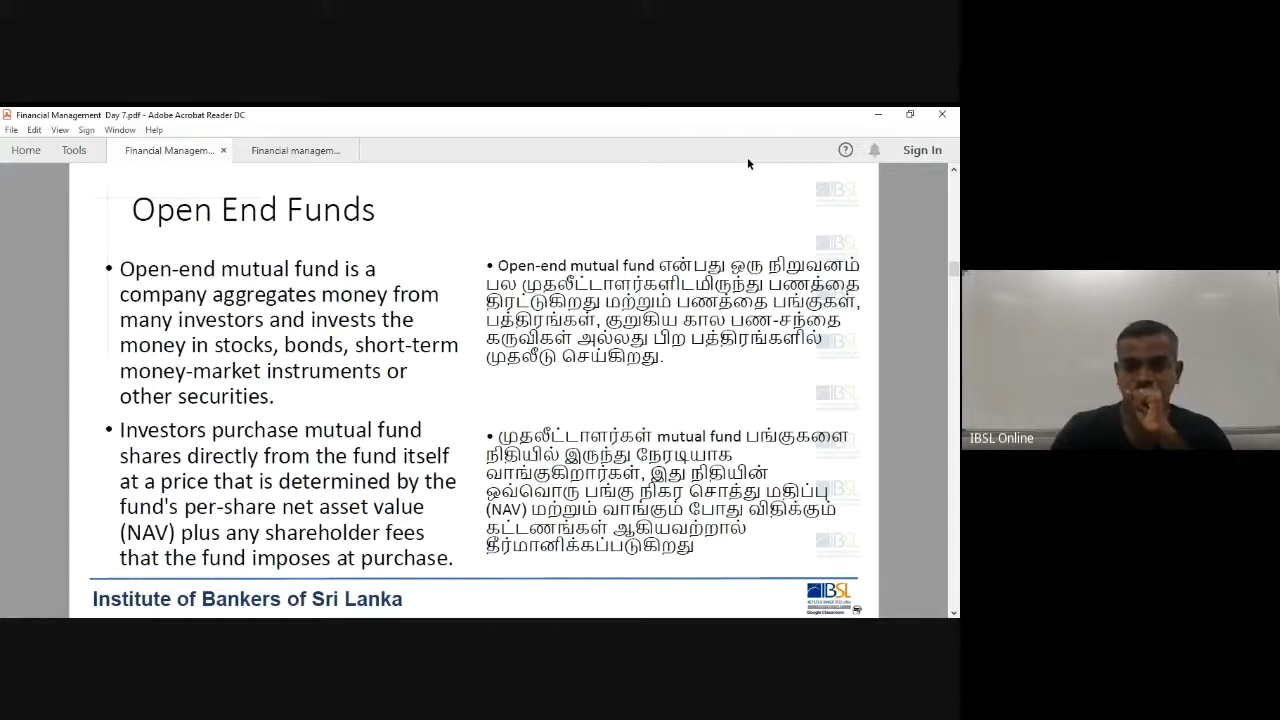 Financial Management Day 7.pdf - Adobe Acrobat Reader DC
File Edit View Sign Window Help
Home Tools Financial Managem... × Financial managem... Sign In
Open End Funds
• Open-end mutual fund is a
company aggregates money from
many investors and invests the
money in stocks, bonds, short-term
money-market instruments or
other securities.
• Investors purchase mutual fund
shares directly from the fund itself
at a price that is determined by the
fund's per-share net asset value
(NAV) plus any shareholder fees
that the fund imposes at purchase.
• Open-end mutual fund என்பது ஒரு நிறுவனம்
பல முதலீட்டாளர்களிடமிருந்து பணத்தை
திரட்டுகிறது மற்றும் பணத்தை பங்குகள்,
பத்திரங்கள், குறுகிய கால பண-சந்தை
கருவிகள் அல்லது பிற பத்திரங்களில்
முதலீடு செய்கிறது.
• முதலீட்டாளர்கள் mutual fund பங்குகளை
நிதியில் இருந்து நேரடியாக
வாங்குகிறார்கள், இது நிதியின்
ஒவ்வொரு பங்கு நிகர சொத்து மதிப்பு
(NAV) மற்றும் வாங்கும் போது விதிக்கும்
கட்டணங்கள் ஆகியவற்றால்
தீர்மானிக்கப்படுகிறது
Institute of Bankers of Sri Lanka
IBSL
Google Classroom
IBSL Online